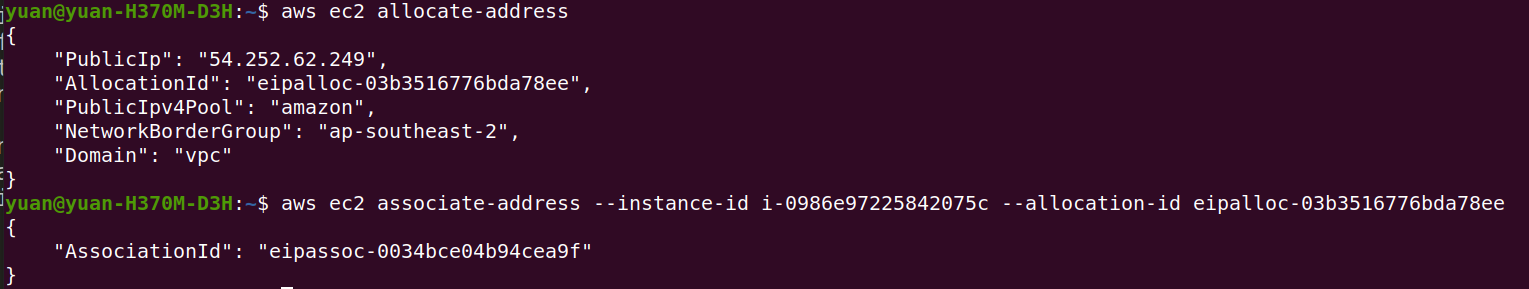 yuan@yuan-H370M-D3H:~$ aws ec2 allocate-address
{
    "PublicIp": "54.252.62.249",
    "AllocationId": "eipalloc-03b3516776bda78ee",
    "PublicIpv4Pool": "amazon",
    "NetworkBorderGroup": "ap-southeast-2",
    "Domain": "vpc"
}
yuan@yuan-H370M-D3H:~$ aws ec2 associate-address --instance-id i-0986e97225842075c --allocation-id eipalloc-03b3516776bda78ee
{
    "AssociationId": "eipassoc-0034bce04b94cea9f"
}